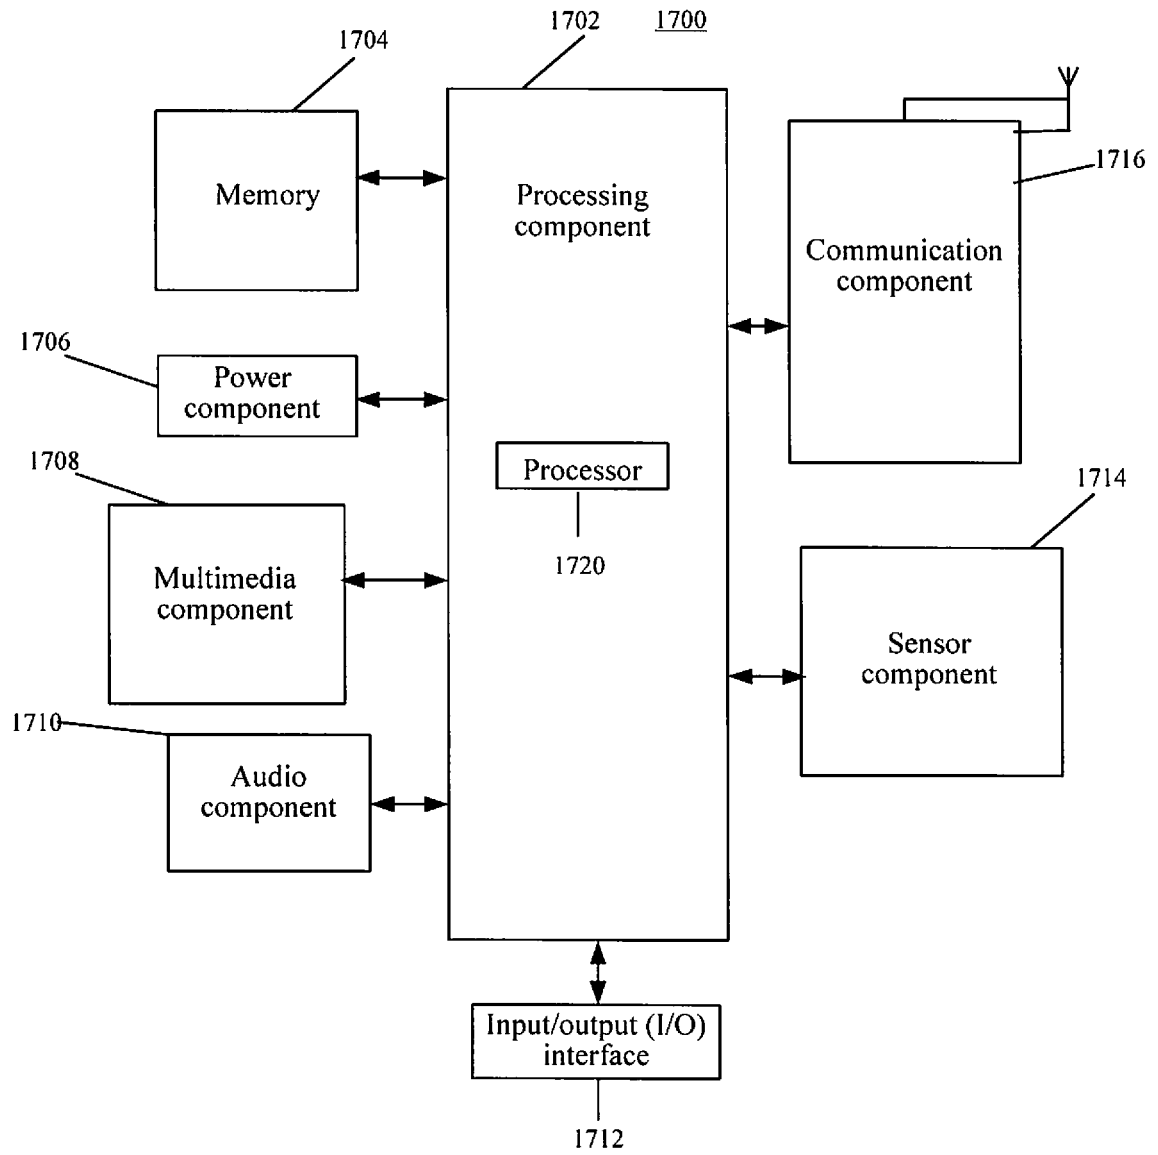 1702
1700
1704
Memory
Processing
component
1716
Communication
component
1706
Power
component
1708
Processor
1720
1714
Multimedia
component
Sensor
component
1710
Audio
component
Input/output (I/O)
interface
1712